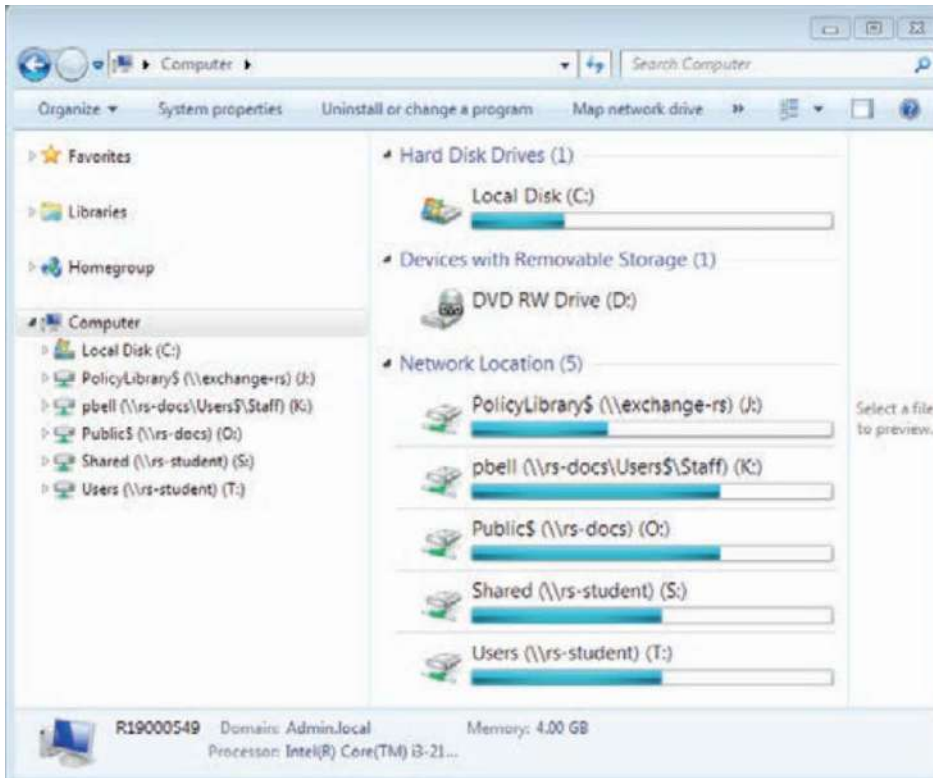 Computer
Search Computer
Organize
System properties
Uninstall or change a program
Map network drive
»
Favorites
Libraries
Homegroup
Computer
Local Disk (C:)
PolicyLibrary$ (\\exchange-rs) (J:)
pbell (\\rs-docs\Users$\Staff) (K:)
Public$ (\\rs-docs) (O:)
Shared (\\rs-student) (S:)
Users (\\rs-student) (T:)
Hard Disk Drives (1)
Local Disk (C:)
Devices with Removable Storage (1)
DVD RW Drive (D:)
Network Location (5)
PolicyLibrary$ (\\exchange-rs) (J:)
pbell (\\rs-docs\Users$\Staff) (K:)
Public$ (\\rs-docs) (O:)
Shared (\\rs-student) (S:)
Users (\\rs-student) (T:)
Select a file
to preview.
R19000549 Domain: Admin.local Memory: 4.00 GB
Processor: Intel(R) Core(TM) i3-21...